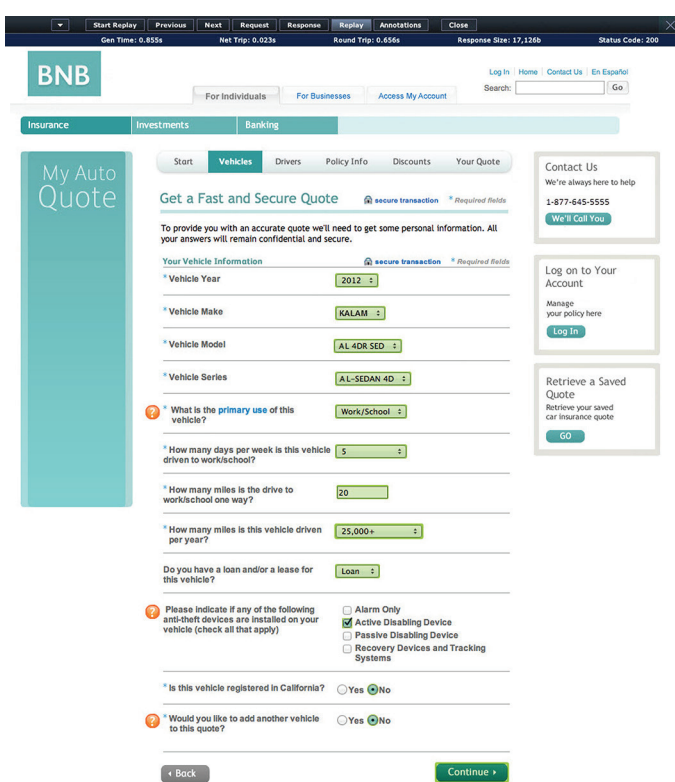 Start Replay Previous Next Request Response Replay Annotations Close
Gen Time: 0.855s Net Trip: 0.023s Round Trip: 0.656s Response Size: 17,126b Status Code: 200
BNB
Log In Home Contact Us En Español
Search: Go
For Individuals For Businesses Access My Account
Insurance Investments Banking
My Auto
Quote
Start Vehicles Drivers Policy Info Discounts Your Quote
Get a Fast and Secure Quote secure transaction * Required fields
To provide you with an accurate quote we'll need to get some personal information. All
your answers will remain confidential and secure.
Your Vehicle Information secure transaction * Required fields
* Vehicle Year 2012
* Vehicle Make KALAM
* Vehicle Model AL 4DR SED
* Vehicle Series AL-SEDAN 4D
? * What is the primary use of this
vehicle? Work/School
* How many days per week is this vehicle
driven to work/school? 5
* How many miles is the drive to
work/school one way? 20
* How many miles is this vehicle driven
per year? 25,000+
Do you have a loan and/or a lease for
this vehicle? Loan
? Please indicate if any of the following
anti-theft devices are installed on your
vehicle (check all that apply)
Alarm Only
Active Disabling Device
Passive Disabling Device
Recovery Devices and Tracking
Systems
* Is this vehicle registered in California? Yes No
? * Would you like to add another vehicle
to this quote? Yes No
Back Continue
Contact Us
We're always here to help
1-877-645-5555
We'll Call You
Log on to Your
Account
Manage
your policy here
Log In
Retrieve a Saved
Quote
Retrieve your saved
car insurance quote
GO